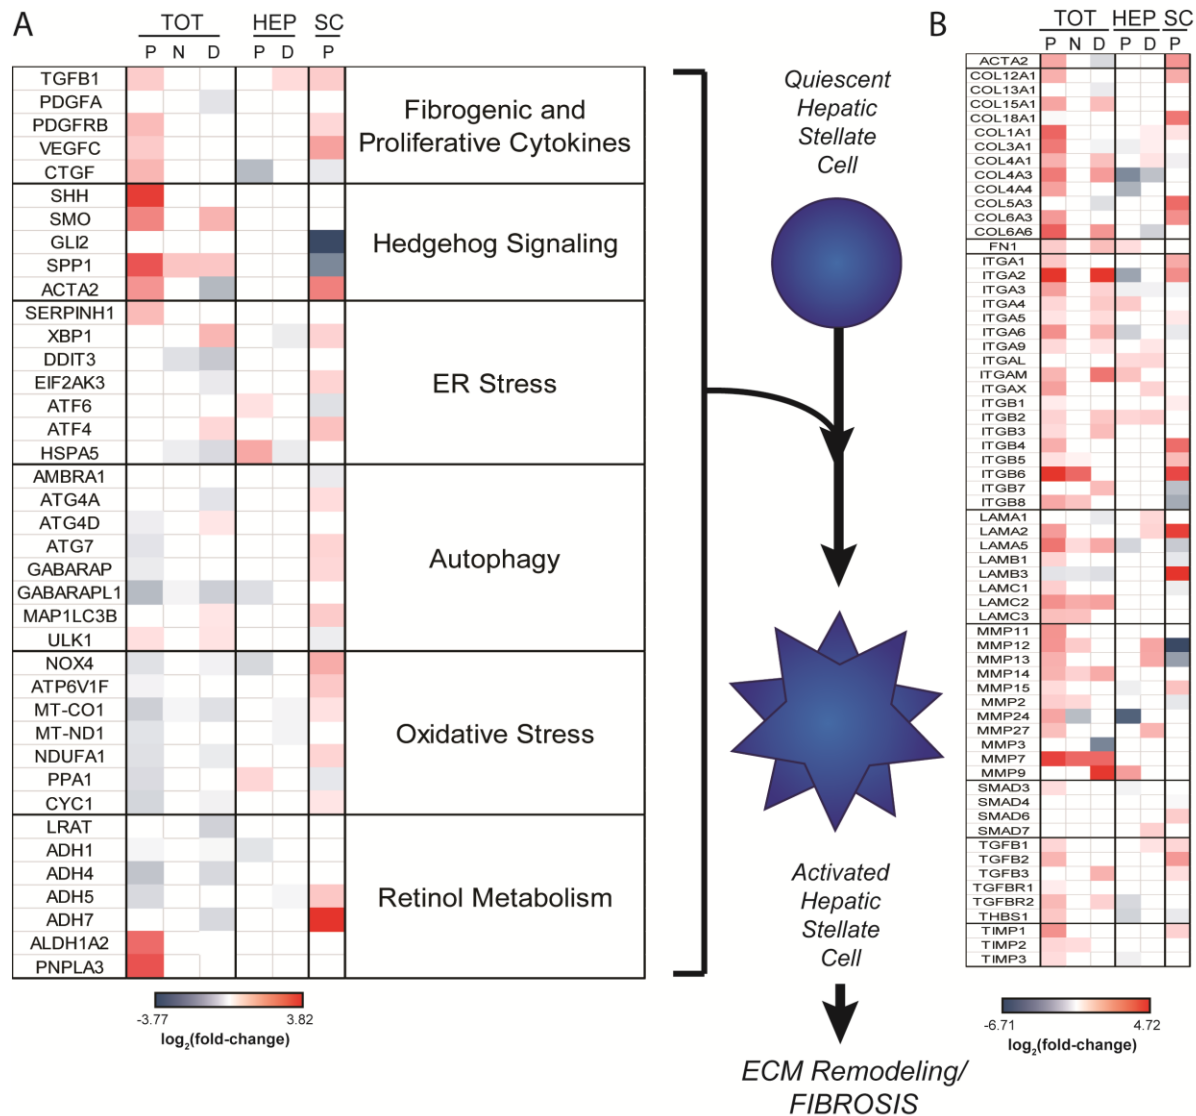 A
TOT HEP SC
P N D P D P
TGFB1
PDGFA
PDGFRB
VEGFC
CTGF
Fibrogenic and
Proliferative Cytokines
SHH
SMO
GLI2
SPP1
ACTA2
Hedgehog Signaling
SERPINH1
XBP1
DDIT3
EIF2AK3
ATF6
ATF4
HSPA5
ER Stress
AMBRA1
ATG4A
ATG4D
ATG7
GABARAP
GABARAPL1
MAP1LC3B
ULK1
Autophagy
NOX4
ATP6V1F
MT-CO1
MT-ND1
NDUFA1
PPA1
CYC1
Oxidative Stress
LRAT
ADH1
ADH4
ADH5
ADH7
ALDH1A2
PNPLA3
Retinol Metabolism
-3.77 3.82
log2(fold-change)
Quiescent
Hepatic
Stellate
Cell
Activated
Hepatic
Stellate
Cell
ECM Remodeling/
FIBROSIS
B
TOT HEP SC
P N D P D P
ACTA2
COL12A1
COL13A1
COL15A1
COL18A1
COL1A1
COL3A1
COL4A1
COL4A3
COL4A4
COL5A3
COL6A3
COL6A6
FN1
ITGA1
ITGA2
ITGA3
ITGA4
ITGA5
ITGA6
ITGA9
ITGAL
ITGAM
ITGAX
ITGB1
ITGB2
ITGB3
ITGB4
ITGB5
ITGB6
ITGB7
ITGB8
LAMA1
LAMA2
LAMA5
LAMB1
LAMB3
LAMC1
LAMC2
LAMC3
MMP11
MMP12
MMP13
MMP14
MMP15
MMP2
MMP24
MMP27
MMP3
MMP7
MMP9
SMAD3
SMAD4
SMAD6
SMAD7
TGFB1
TGFB2
TGFB3
TGFBR1
TGFBR2
THBS1
TIMP1
TIMP2
TIMP3
-6.71 4.72
log2(fold-change)